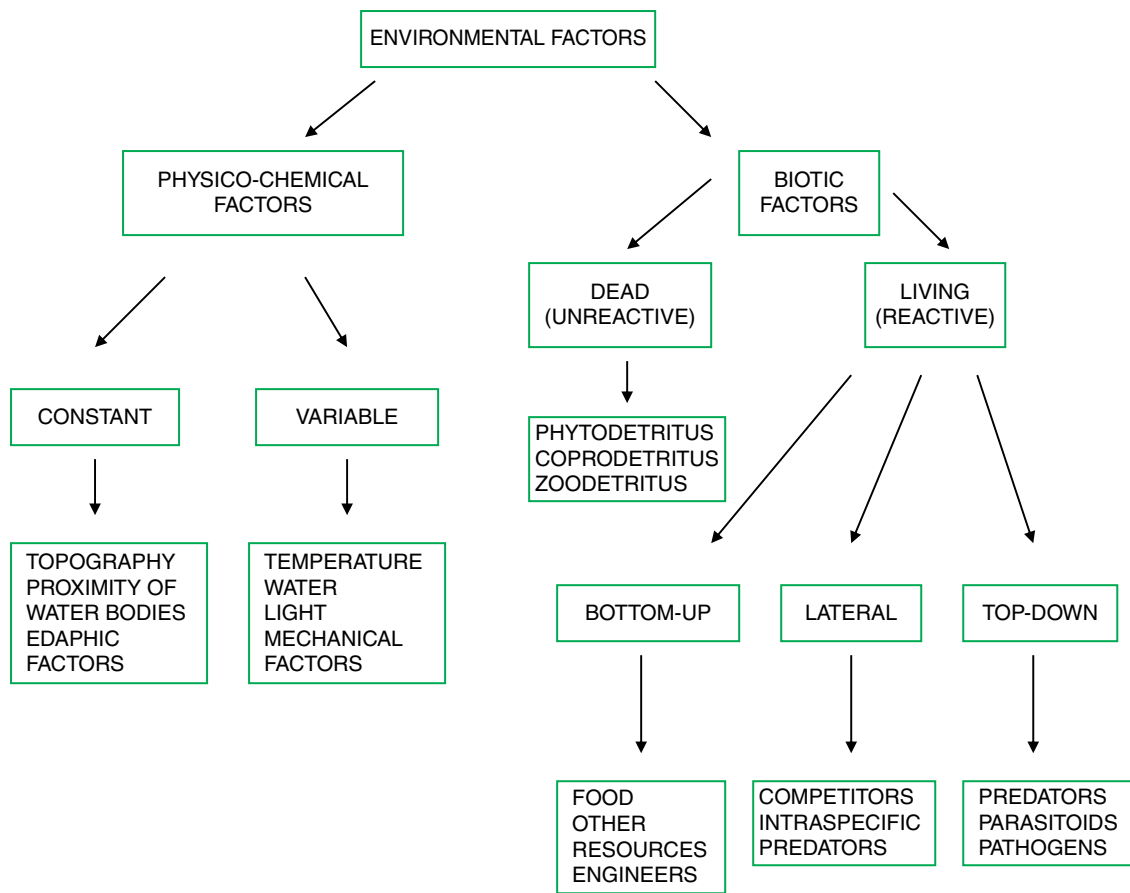 ENVIRONMENTAL FACTORS
PHYSICO-CHEMICAL
FACTORS
BIOTIC
FACTORS
DEAD
(UNREACTIVE)
LIVING
(REACTIVE)
CONSTANT
VARIABLE
PHYTODETRITUS
COPRODETRITUS
ZOODETRITUS
TOPOGRAPHY
PROXIMITY OF
WATER BODIES
EDAPHIC
FACTORS
TEMPERATURE
WATER
LIGHT
MECHANICAL
FACTORS
BOTTOM-UP
LATERAL
TOP-DOWN
FOOD
OTHER
RESOURCES
ENGINEERS
COMPETITORS
INTRASPECIFIC
PREDATORS
PREDATORS
PARASITOIDS
PATHOGENS